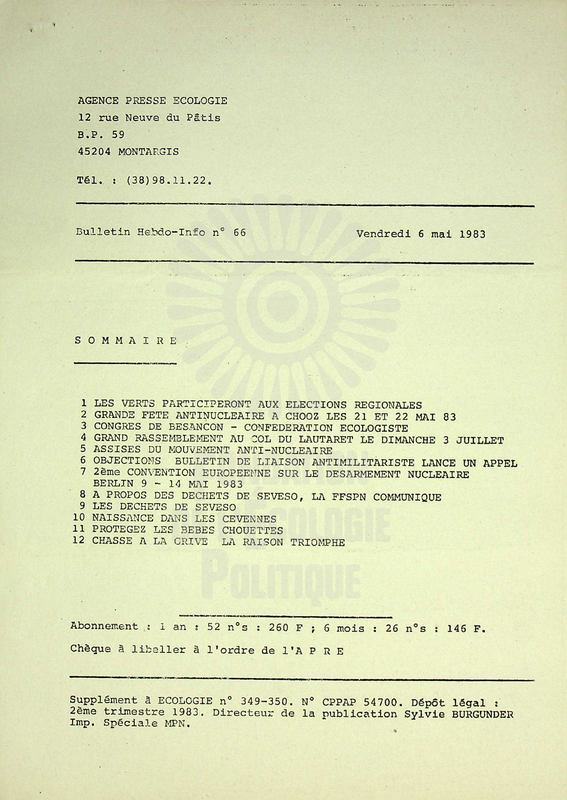 AGENCE PRESSE ECOLOGIE
12 rue Neuve du Pâtis
B.P. 59
45204 MONTARGIS
Tél. : (38)98.11.22.
Bulletin Hebdo-Info n° 66 Vendredi 6 mai 1983
S O M M A I R E
1 LES VERTS PARTICIPERONT AUX ELECTIONS REGIONALES
2 GRANDE FETE ANTINUCLEAIRE A CHOOZ LES 21 ET 22 MAI 83
3 CONGRES DE BESANCON - CONFEDERATION ECOLOGISTE
4 GRAND RASSEMBLEMENT AU COL DU LAUTARET LE DIMANCHE 3 JUILLET
5 ASSISES DU MOUVEMENT ANTI-NUCLEAIRE
6 OBJECTIONS BULLETIN DE LIAISON ANTIMILITARISTE LANCE UN APPEL
7 2ème CONVENTION EUROPEENNE SUR LE DESARMEMENT NUCLEAIRE
BERLIN 9 - 14 MAI 1983
8 A PROPOS DES DECHETS DE SEVESO, LA FFSPN COMMUNIQUE
9 LES DECHETS DE SEVESO
10 NAISSANCE DANS LES CEVENNES
11 PROTEGEZ LES BEBES CHOUETTES
12 CHASSE A LA GRIVE LA RAISON TRIOMPHE
ECOLOGIE
POLITIQUE
Abonnement : 1 an : 52 n°s : 260 F ; 6 mois : 26 n°s : 146 F.
Chèque à libeller à l'ordre de l'A P R E
Supplément à ECOLOGIE n° 349-350. N° CPPAP 54700. Dépôt légal :
2ème trimestre 1983. Directeur de la publication Sylvie BURGUNDER
Imp. Spéciale MPN.